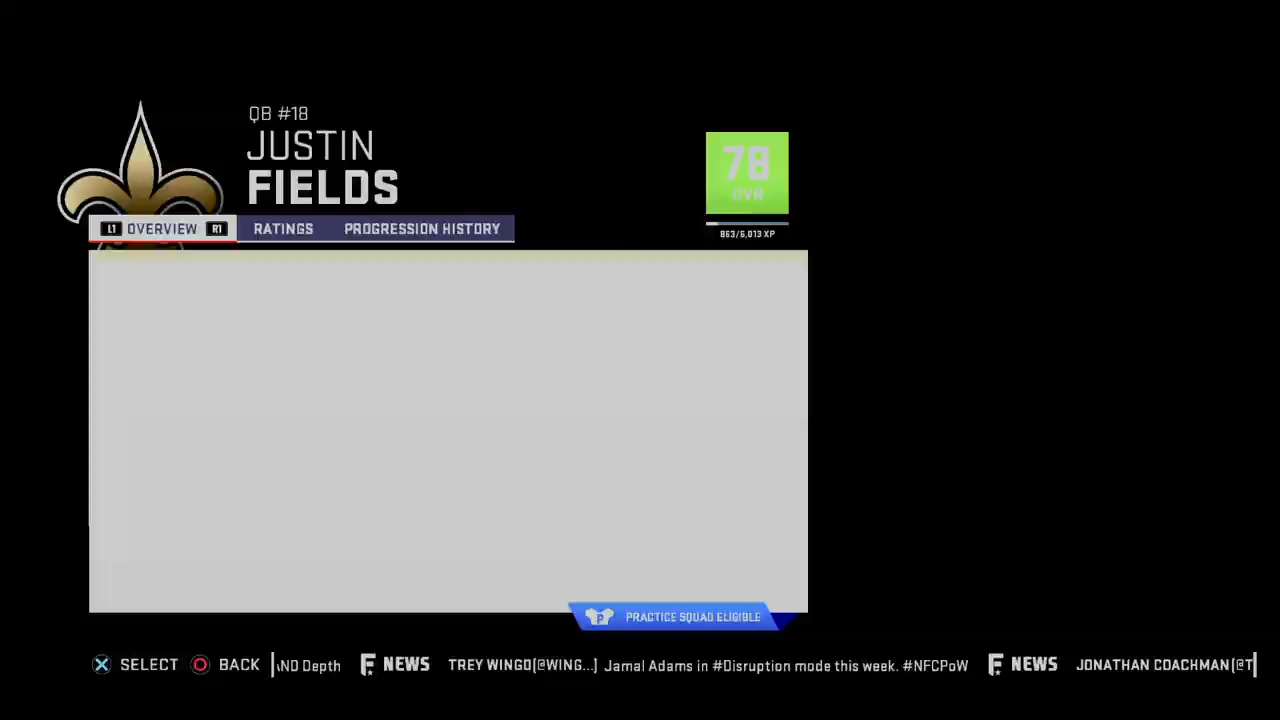 QB #18
JUSTIN
FIELDS
78
OVR
863/6,013 XP
L1 OVERVIEW R1 RATINGS PROGRESSION HISTORY
P PRACTICE SQUAD ELIGIBLE
SELECT BACK ND Depth NEWS TREY WINGO(@WING...) Jamal Adams in #Disruption mode this week. #NFCPoW NEWS JONATHAN COACHMAN(@T